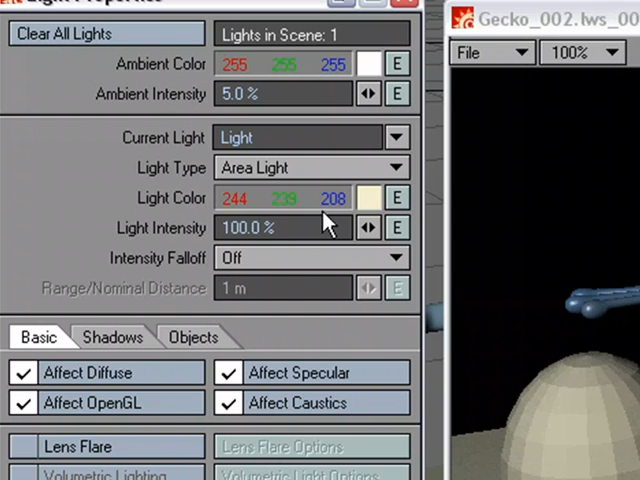 Light Properties
Gecko_002.lws_00
Clear All Lights Lights in Scene: 1
File 100%
Ambient Color 255 255 255 E
Ambient Intensity 5.0 % E
Current Light Light
Light Type Area Light
Light Color 244 239 208 E
Light Intensity 100.0 % E
Intensity Falloff Off
Range/Nominal Distance 1 m E
Basic Shadows Objects
Affect Diffuse Affect Specular
Affect OpenGL Affect Caustics
Lens Flare Lens Flare Options
Volumetric Lighting Volumetric Light Options